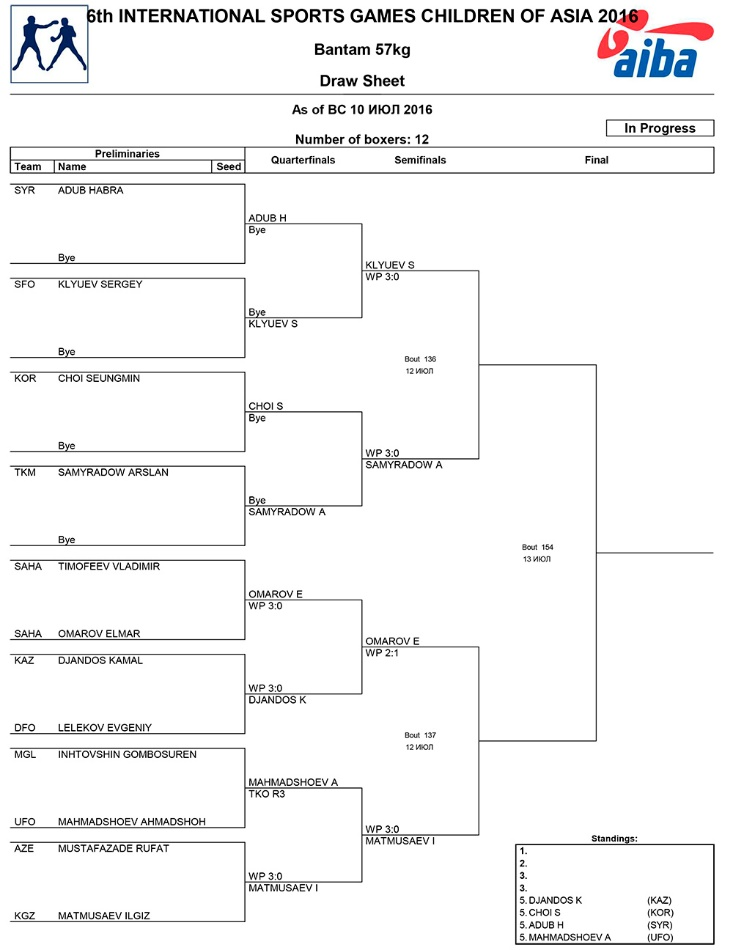 6th INTERNATIONAL SPORTS GAMES CHILDREN OF ASIA 2016
aiba
Bantam 57kg
Draw Sheet
As of ВС 10 ИЮЛ 2016
In Progress
Number of boxers: 12
Preliminaries
Team Name Seed Quarterfinals Semifinals Final
SYR ADUB HABRA
ADUB H
Bye
Bye
KLYUEV S
WP 3:0
SFO KLYUEV SERGEY
Bye
KLYUEV S
Bye
Bout 136
12 ИЮЛ
KOR CHOI SEUNGMIN
CHOI S
Bye
Bye
WP 3:0
SAMYRADOW A
TKM SAMYRADOW ARSLAN
Bye
SAMYRADOW A
Bye
Bout 154
13 ИЮЛ
SAHA TIMOFEEV VLADIMIR
OMAROV E
WP 3:0
SAHA OMAROV ELMAR
OMAROV E
WP 2:1
KAZ DJANDOS KAMAL
WP 3:0
DJANDOS K
DFO LELEKOV EVGENIY
Bout 137
12 ИЮЛ
MGL INHTOVSHIN GOMBOSUREN
MAHMADSHOEV A
TKO R3
UFO MAHMADSHOEV AHMADSHOH
WP 3:0
MATMUSAEV I
AZE MUSTAFAZADE RUFAT
WP 3:0
MATMUSAEV I
KGZ MATMUSAEV ILGIZ
Standings:
1.
2.
3.
3.
5. DJANDOS K (KAZ)
5. CHOI S (KOR)
5. ADUB H (SYR)
5. MAHMADSHOEV A (UFO)